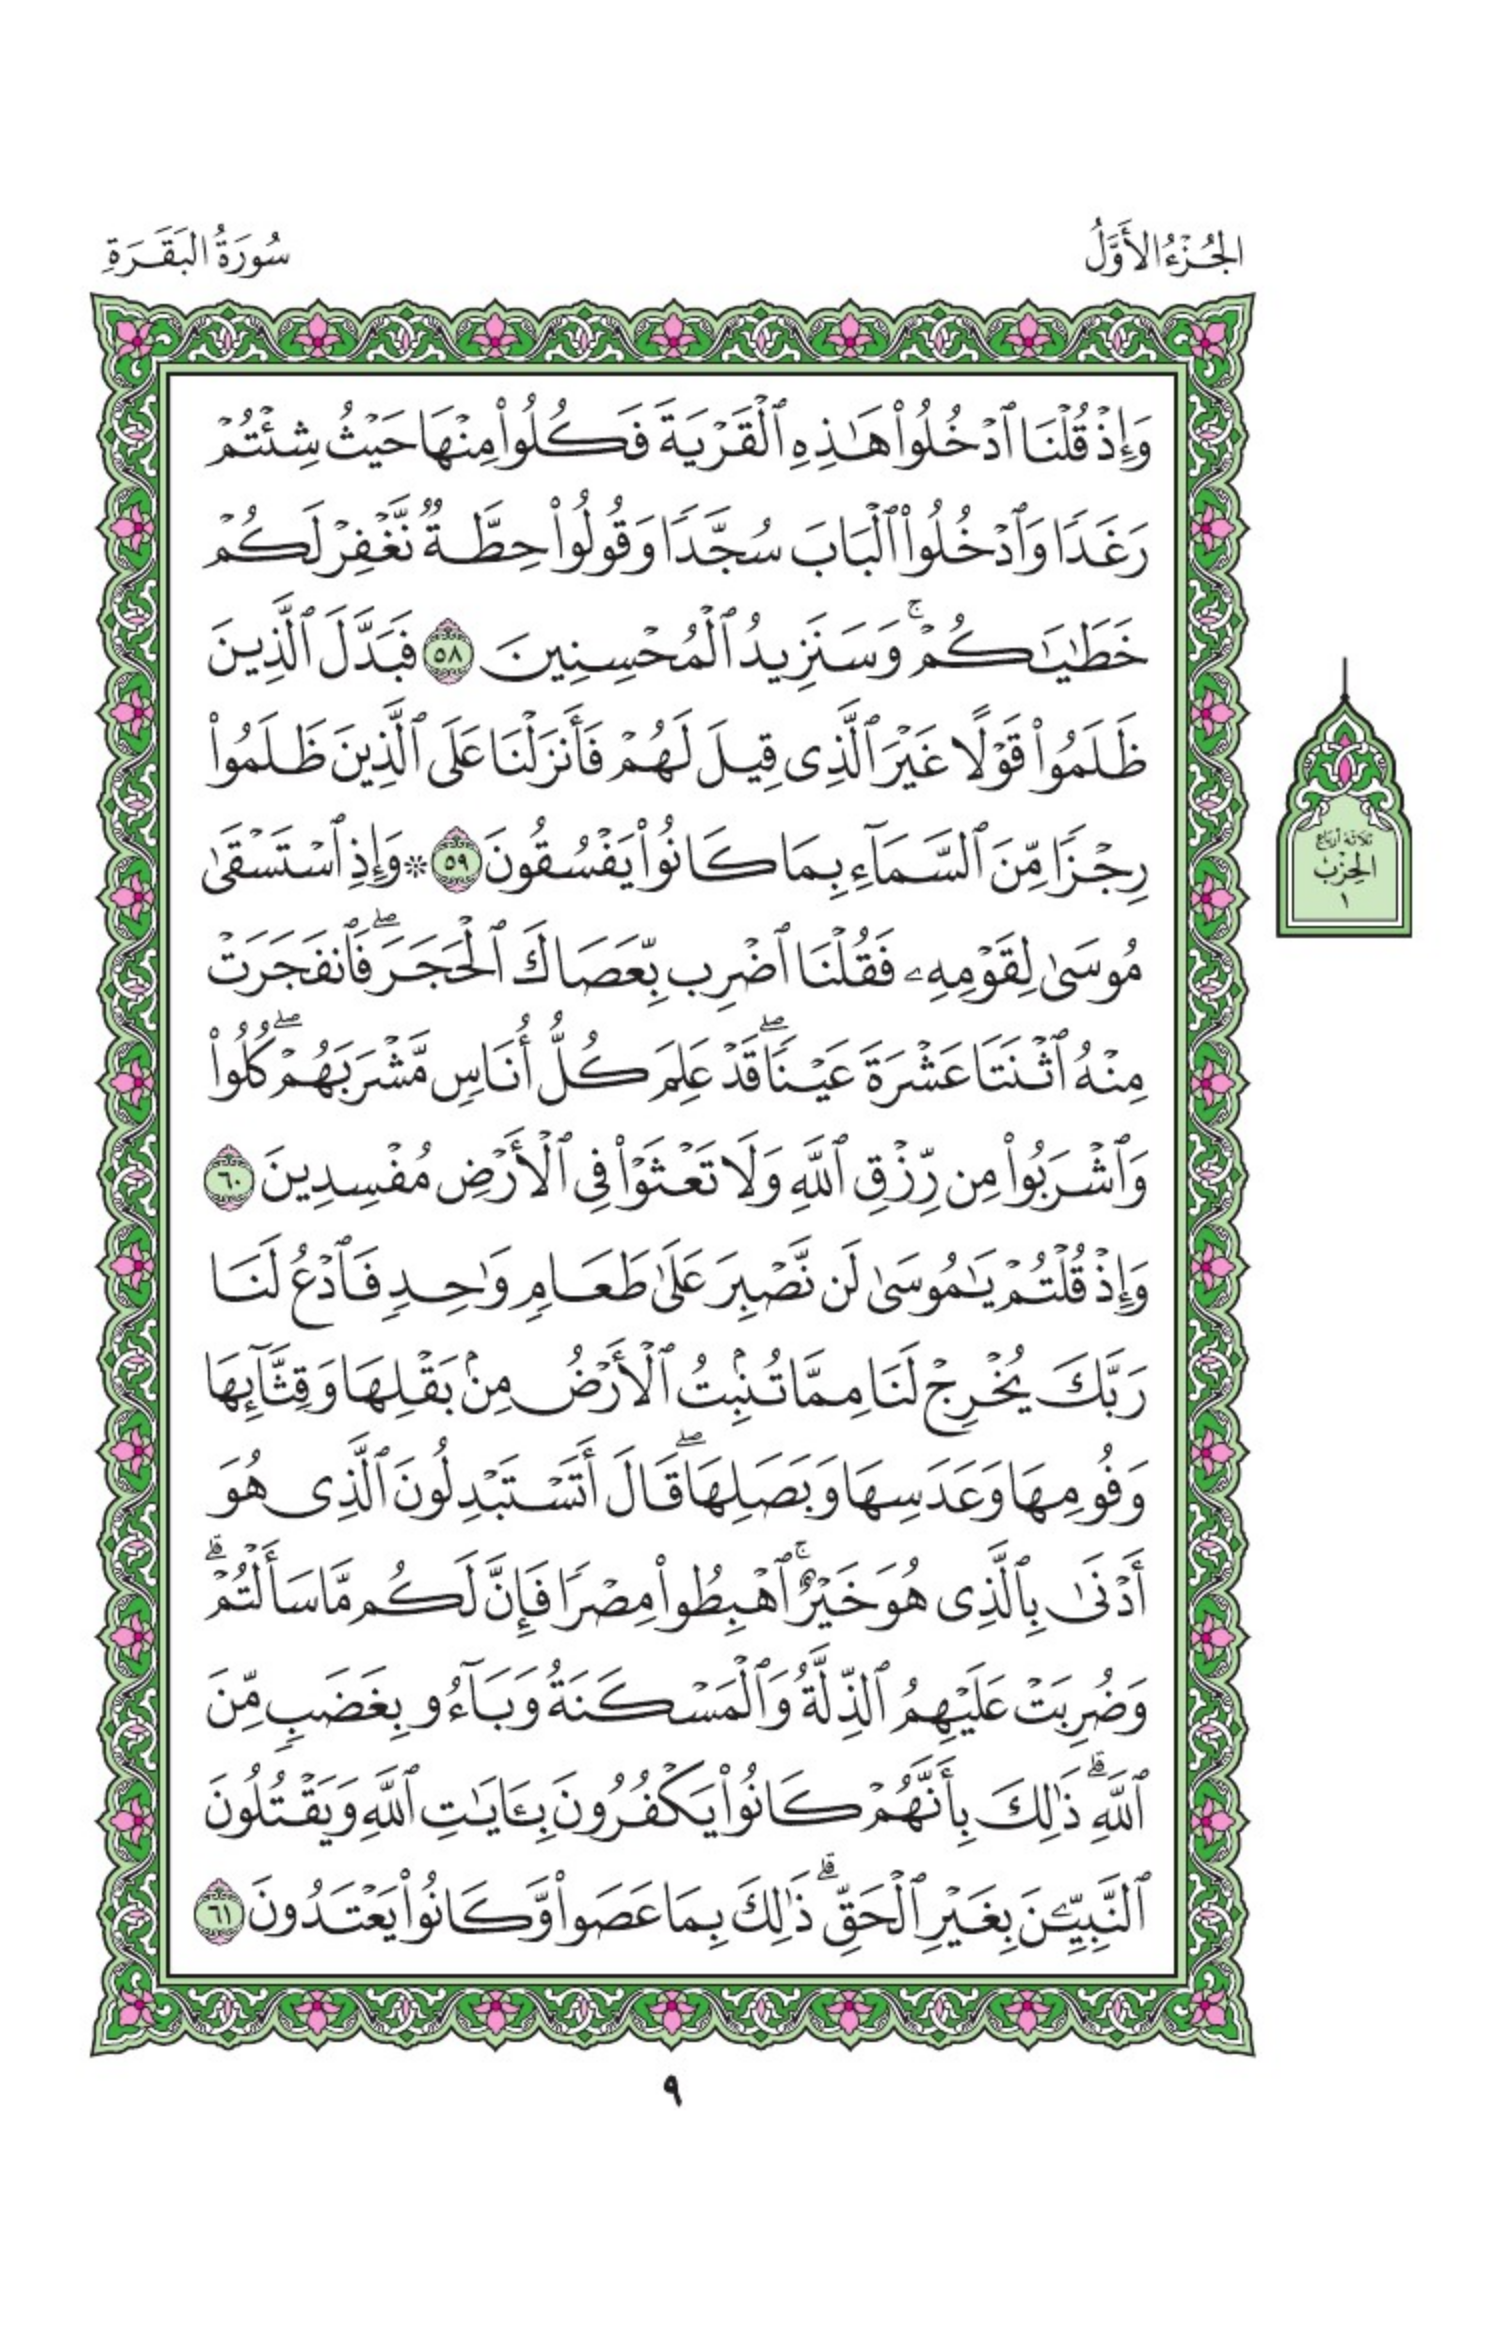 الجُزْءُ الأَوَّلُ
سُورَةُ البَقَرَةِ
وَإِذْ قُلْنَا ٱدْخُلُوا۟ هَـٰذِهِ ٱلْقَرْيَةَ فَكُلُوا۟ مِنْهَا حَيْثُ شِئْتُمْ
رَغَدًا وَٱدْخُلُوا۟ ٱلْبَابَ سُجَّدًا وَقُولُوا۟ حِطَّةٌ نَّغْفِرْ لَكُمْ
خَطَـٰيَـٰكُمْ ۚ وَسَنَزِيدُ ٱلْمُحْسِنِينَ ٥٨ فَبَدَّلَ ٱلَّذِينَ
ظَلَمُوا۟ قَوْلًا غَيْرَ ٱلَّذِى قِيلَ لَهُمْ فَأَنزَلْنَا عَلَى ٱلَّذِينَ ظَلَمُوا۟
رِجْزًا مِّنَ ٱلسَّمَآءِ بِمَا كَانُوا۟ يَفْسُقُونَ ٥٩ * وَإِذِ ٱسْتَسْقَىٰ
مُوسَىٰ لِقَوْمِهِۦ فَقُلْنَا ٱضْرِب بِّعَصَاكَ ٱلْحَجَرَ ۖ فَٱنفَجَرَتْ
مِنْهُ ٱثْنَتَا عَشْرَةَ عَيْنًا ۖ قَدْ عَلِمَ كُلُّ أُنَاسٍ مَّشْرَبَهُمْ ۖ كُلُوا۟
وَٱشْرَبُوا۟ مِن رِّزْقِ ٱللَّهِ وَلَا تَعْثَوْا۟ فِى ٱلْأَرْضِ مُفْسِدِينَ ٦٠
وَإِذْ قُلْتُمْ يَـٰمُوسَىٰ لَن نَّصْبِرَ عَلَىٰ طَعَامٍ وَٰحِدٍ فَٱدْعُ لَنَا
رَبَّكَ يُخْرِجْ لَنَا مِمَّا تُنۢبِتُ ٱلْأَرْضُ مِنۢ بَقْلِهَا وَقِثَّآئِهَا
وَفُومِهَا وَعَدَسِهَا وَبَصَلِهَا ۖ قَالَ أَتَسْتَبْدِلُونَ ٱلَّذِى هُوَ
أَدْنَىٰ بِٱلَّذِى هُوَ خَيْرٌ ۚ ٱهْبِطُوا۟ مِصْرًا فَإِنَّ لَكُم مَّا سَأَلْتُمْ ۗ
وَضُرِبَتْ عَلَيْهِمُ ٱلذِّلَّةُ وَٱلْمَسْكَنَةُ وَبَآءُو بِغَضَبٍ مِّنَ
ٱللَّهِ ۗ ذَٰلِكَ بِأَنَّهُمْ كَانُوا۟ يَكْفُرُونَ بِـَٔايَـٰتِ ٱللَّهِ وَيَقْتُلُونَ
ٱلنَّبِيِّـۧنَ بِغَيْرِ ٱلْحَقِّ ۗ ذَٰلِكَ بِمَا عَصَوا۟ وَّكَانُوا۟ يَعْتَدُونَ ٦١
ثلاثة أرباع
الحِزْبُ
١
٩